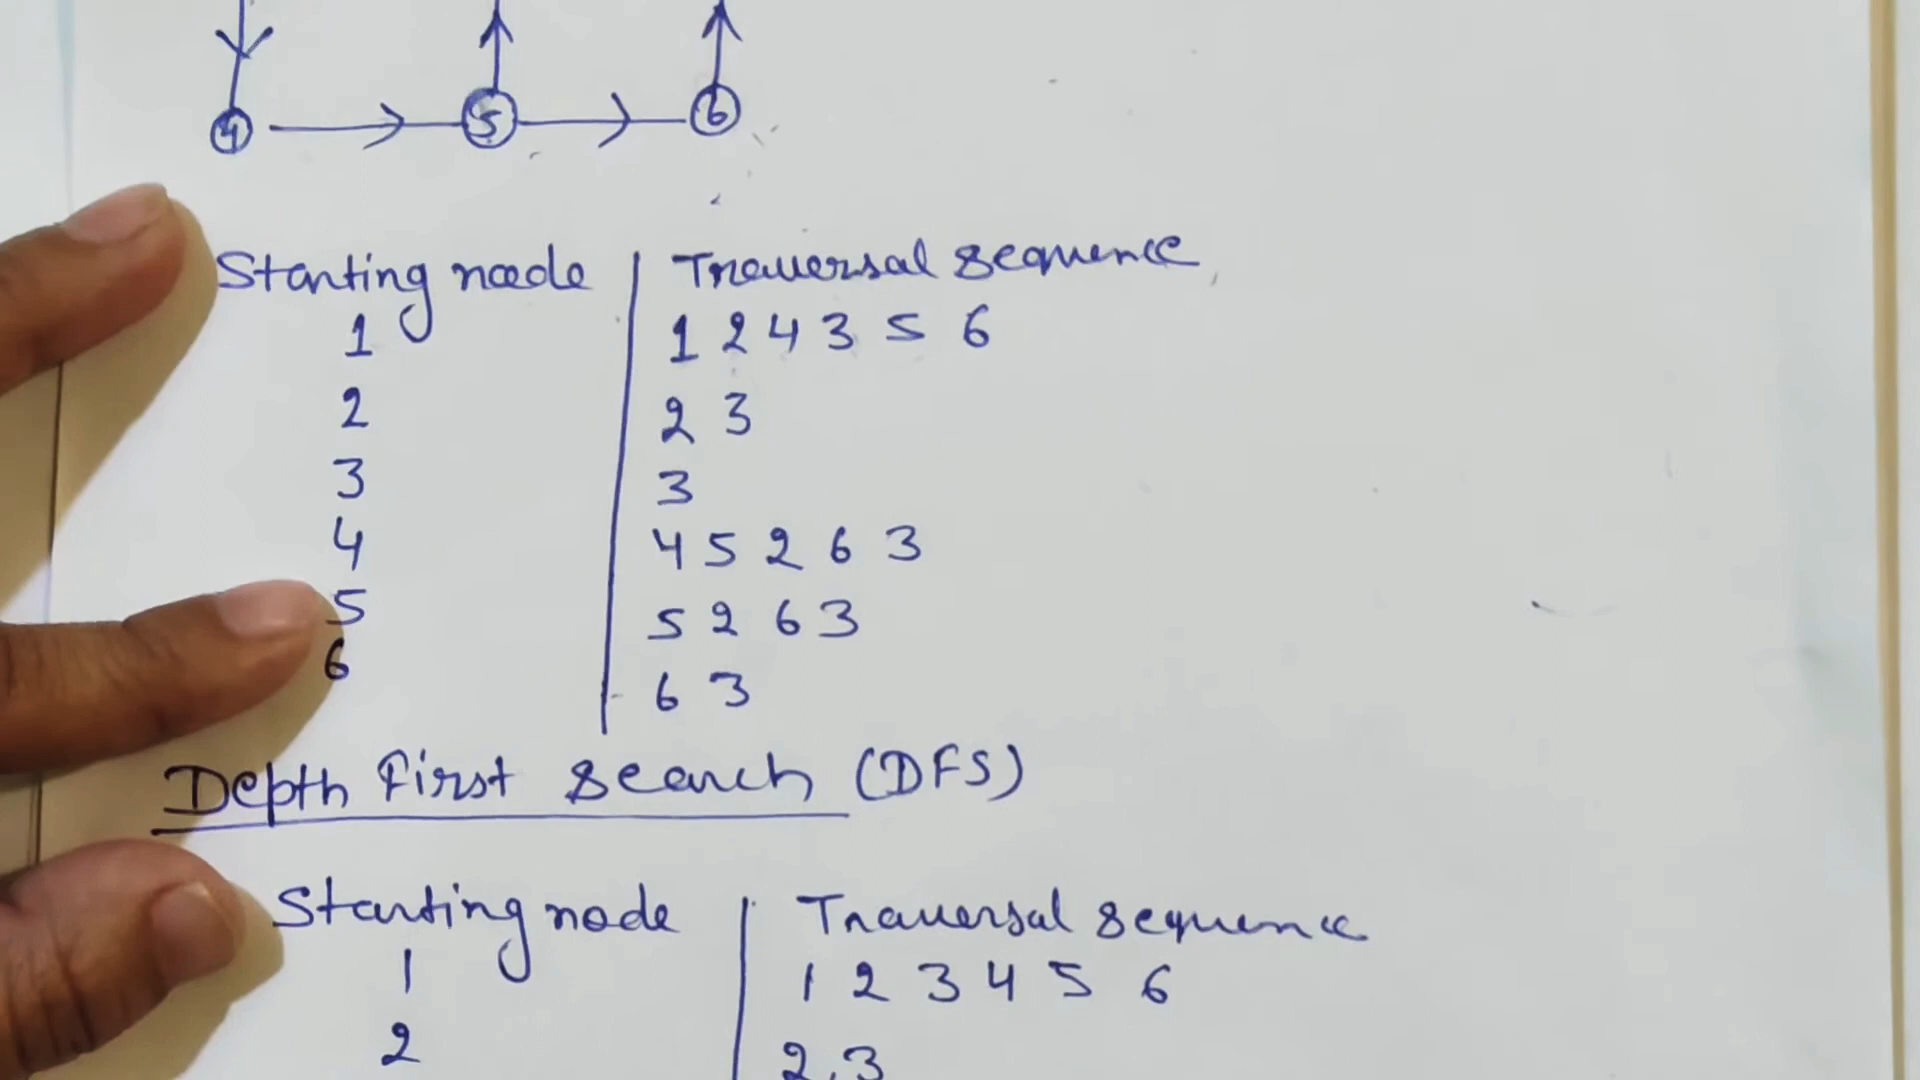 4 5 6
Starting node | Traversal sequence
1 | 1 2 4 3 5 6
2 | 2 3
3 | 3
4 | 4 5 2 6 3
5 | 5 2 6 3
6 | 6 3
Depth First Search (DFS)
Starting node | Traversal sequence
1 | 1 2 3 4 5 6
2 | 2, 3